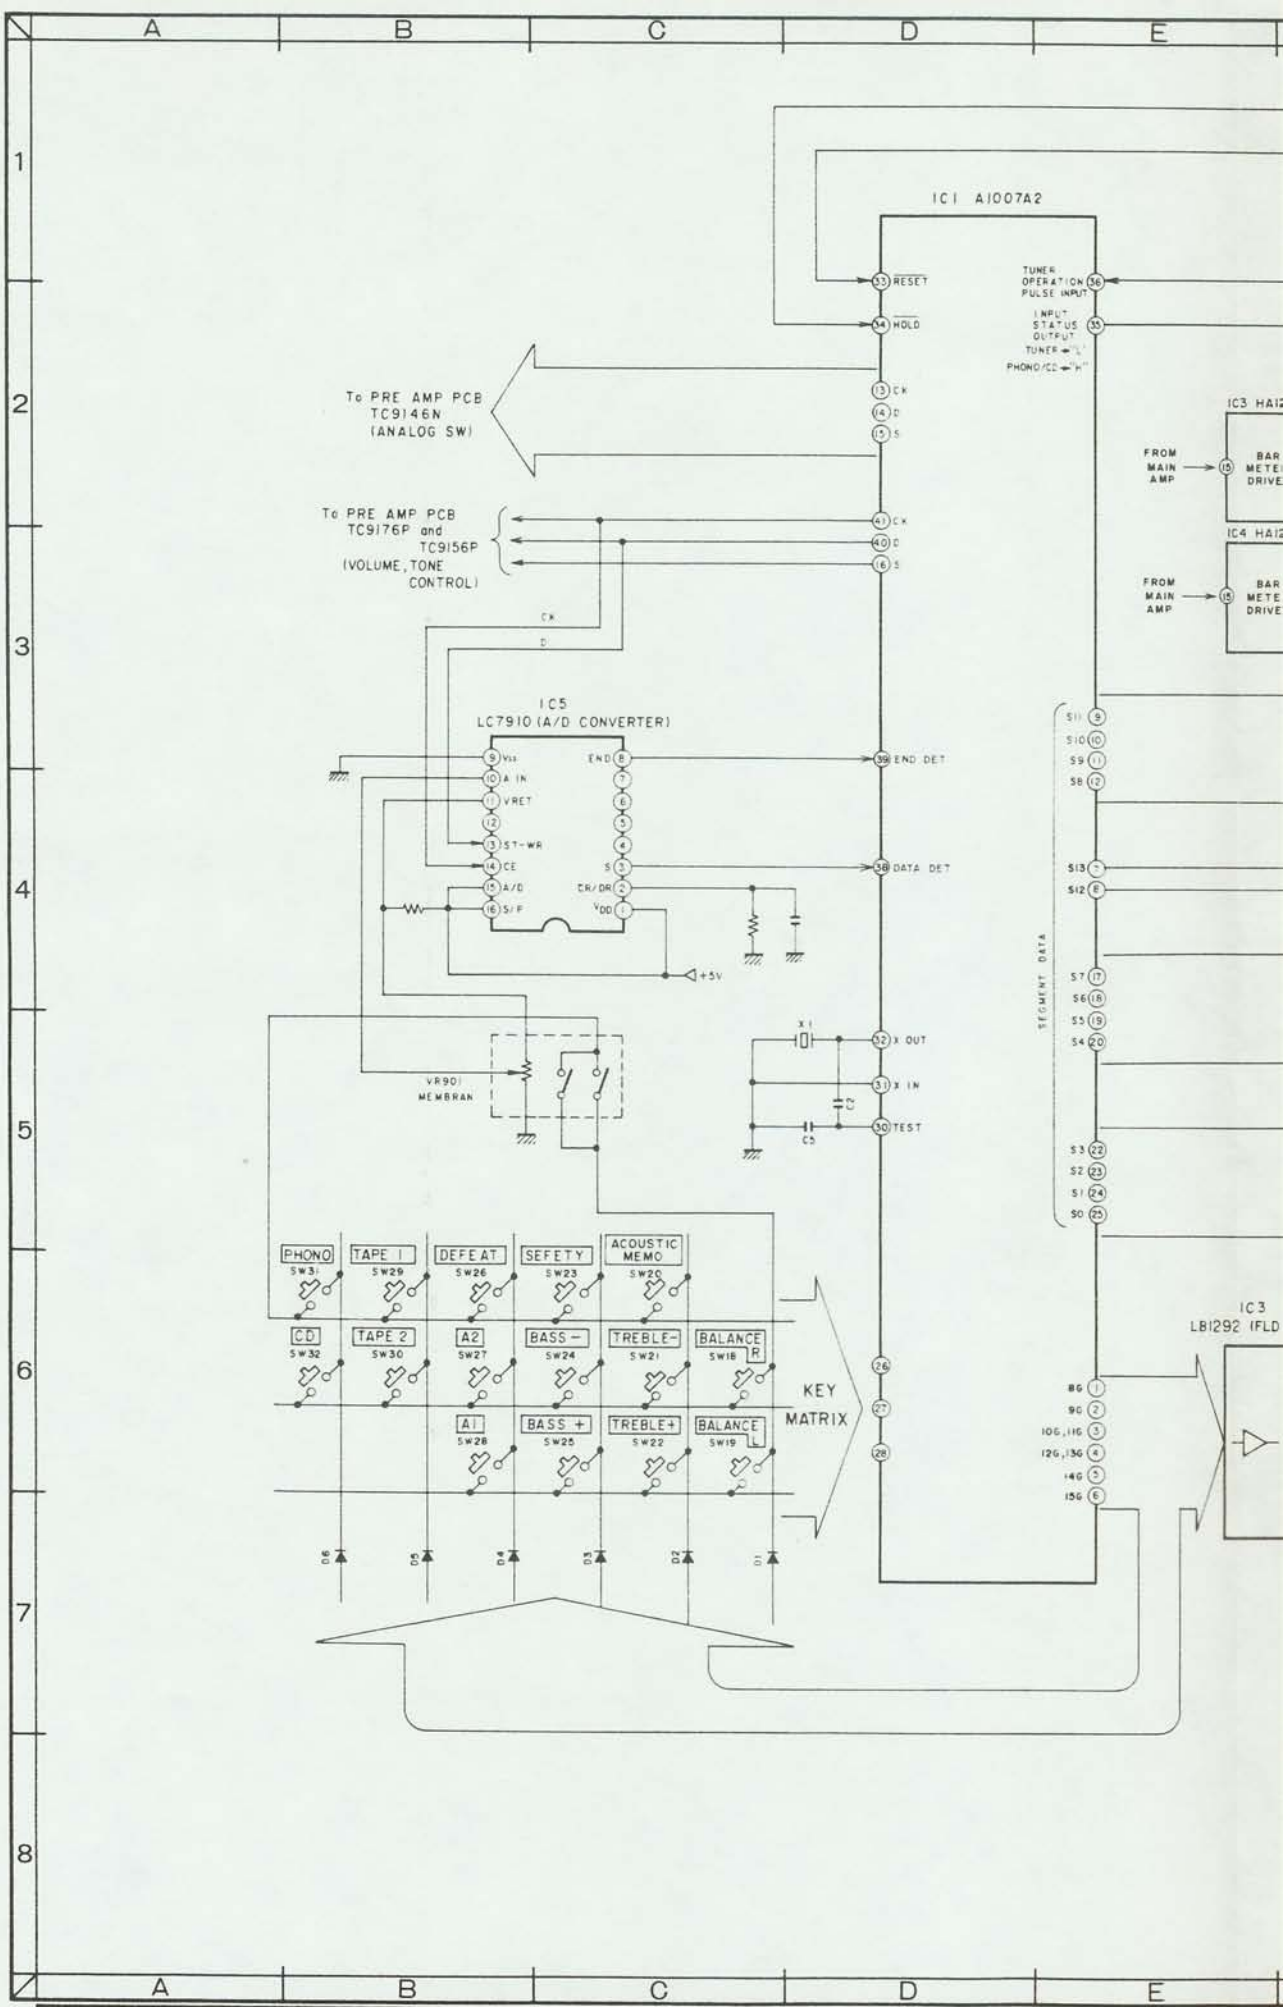 A B C D E
1
IC1 A1007A2
33 RESET
34 HOLD
TUNER
OPERATION 36
PULSE INPUT
INPUT
STATUS 35
OUTPUT
TUNER → "L"
PHONO/CD → "H"
2
To PRE AMP PCB
TC9146N
(ANALOG SW)
13 CK
14 D
15 S
IC3 HA12
FROM
MAIN
AMP
15
BAR
METE
DRIVE
To PRE AMP PCB
TC9176P and
TC9156P
(VOLUME, TONE
CONTROL)
41 CK
40 D
16 S
IC4 HA12
FROM
MAIN
AMP
15
BAR
METE
DRIVE
3
CK
D
IC5
LC7910 (A/D CONVERTER)
9 Vss
10 A IN
11 VRET
12
13 ST-WR
14 CE
15 A/D
16 S/P
END 8
7
6
5
4
S 3
CR/DR 2
VDD 1
+5V
39 END DET
38 DATA DET
S11 9
S10 10
S9 11
S8 12
4
S13 7
S12 8
SEGMENT DATA
S7 17
S6 18
S5 19
S4 20
X1
32 X OUT
31 X IN
30 TEST
C2
C5
VR901
MEMBRAN
5
S3 22
S2 23
S1 24
S0 25
PHONO TAPE 1 DEFEAT SEFETY ACOUSTIC
MEMO
SW31 SW29 SW26 SW23 SW20
CD TAPE 2 A2 BASS − TREBLE− BALANCE
R
SW32 SW30 SW27 SW24 SW21 SW18
A1 BASS + TREBLE+ BALANCE
L
SW28 SW25 SW22 SW19
6
KEY
MATRIX
26
27
28
8G 1
9G 2
10G,11G 3
12G,13G 4
14G 5
15G 6
IC3
LB1292 (FLD
D6 D5 D4 D3 D2 D1
7
8
A B C D E